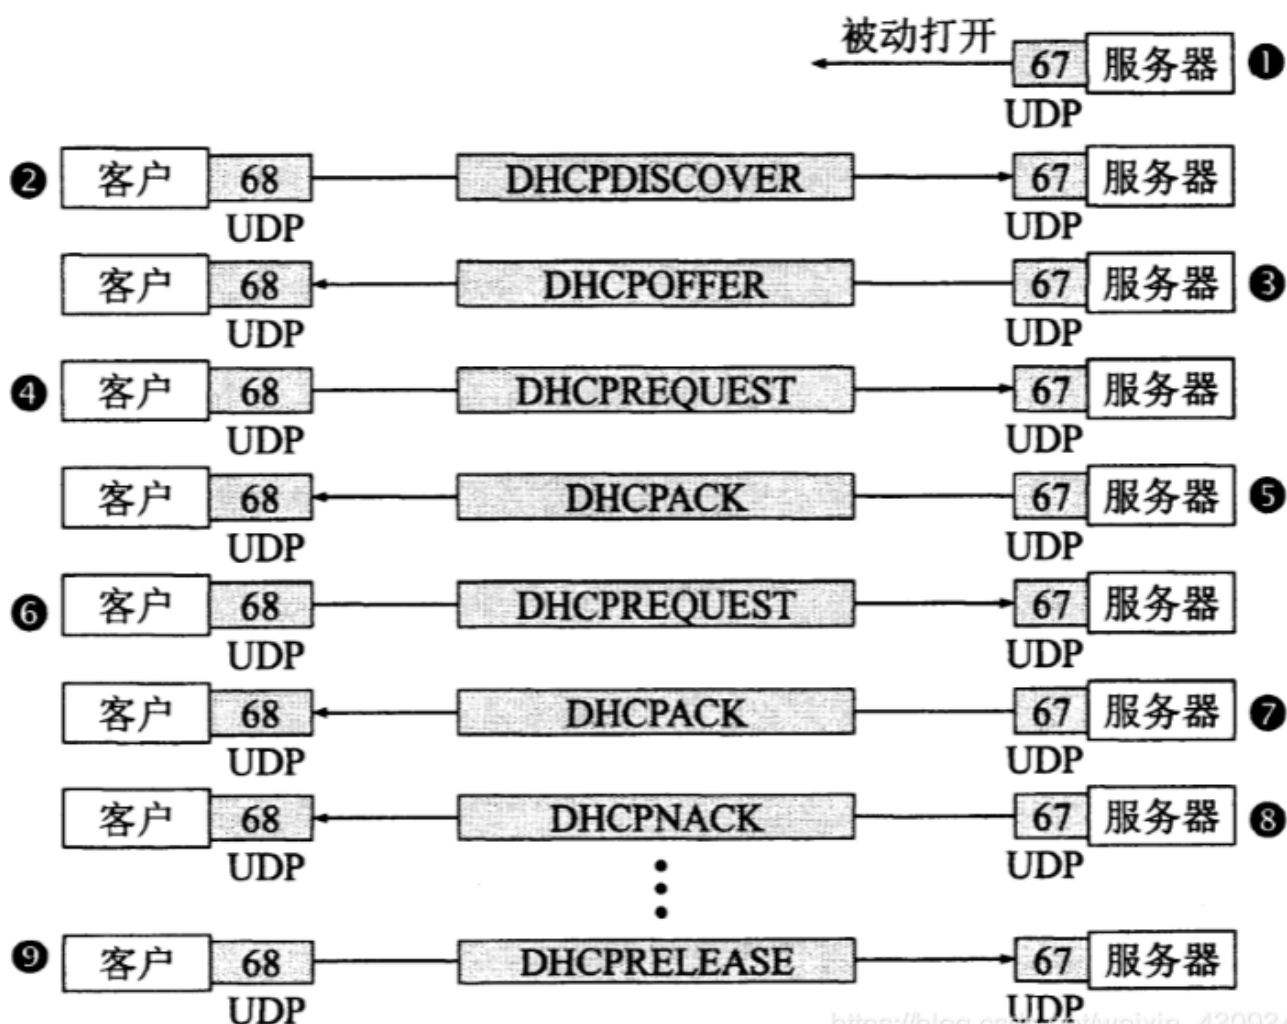 被动打开
67 服务器 ❶
UDP
❷ 客户 68 DHCPDISCOVER 67 服务器
UDP UDP
客户 68 DHCPOFFER 67 服务器 ❸
UDP UDP
❹ 客户 68 DHCPREQUEST 67 服务器
UDP UDP
客户 68 DHCPACK 67 服务器 ❺
UDP UDP
❻ 客户 68 DHCPREQUEST 67 服务器
UDP UDP
客户 68 DHCPACK 67 服务器 ❼
UDP UDP
客户 68 DHCPNACK 67 服务器 ❽
UDP UDP
❾ 客户 68 DHCPRELEASE 67 服务器
UDP UDP